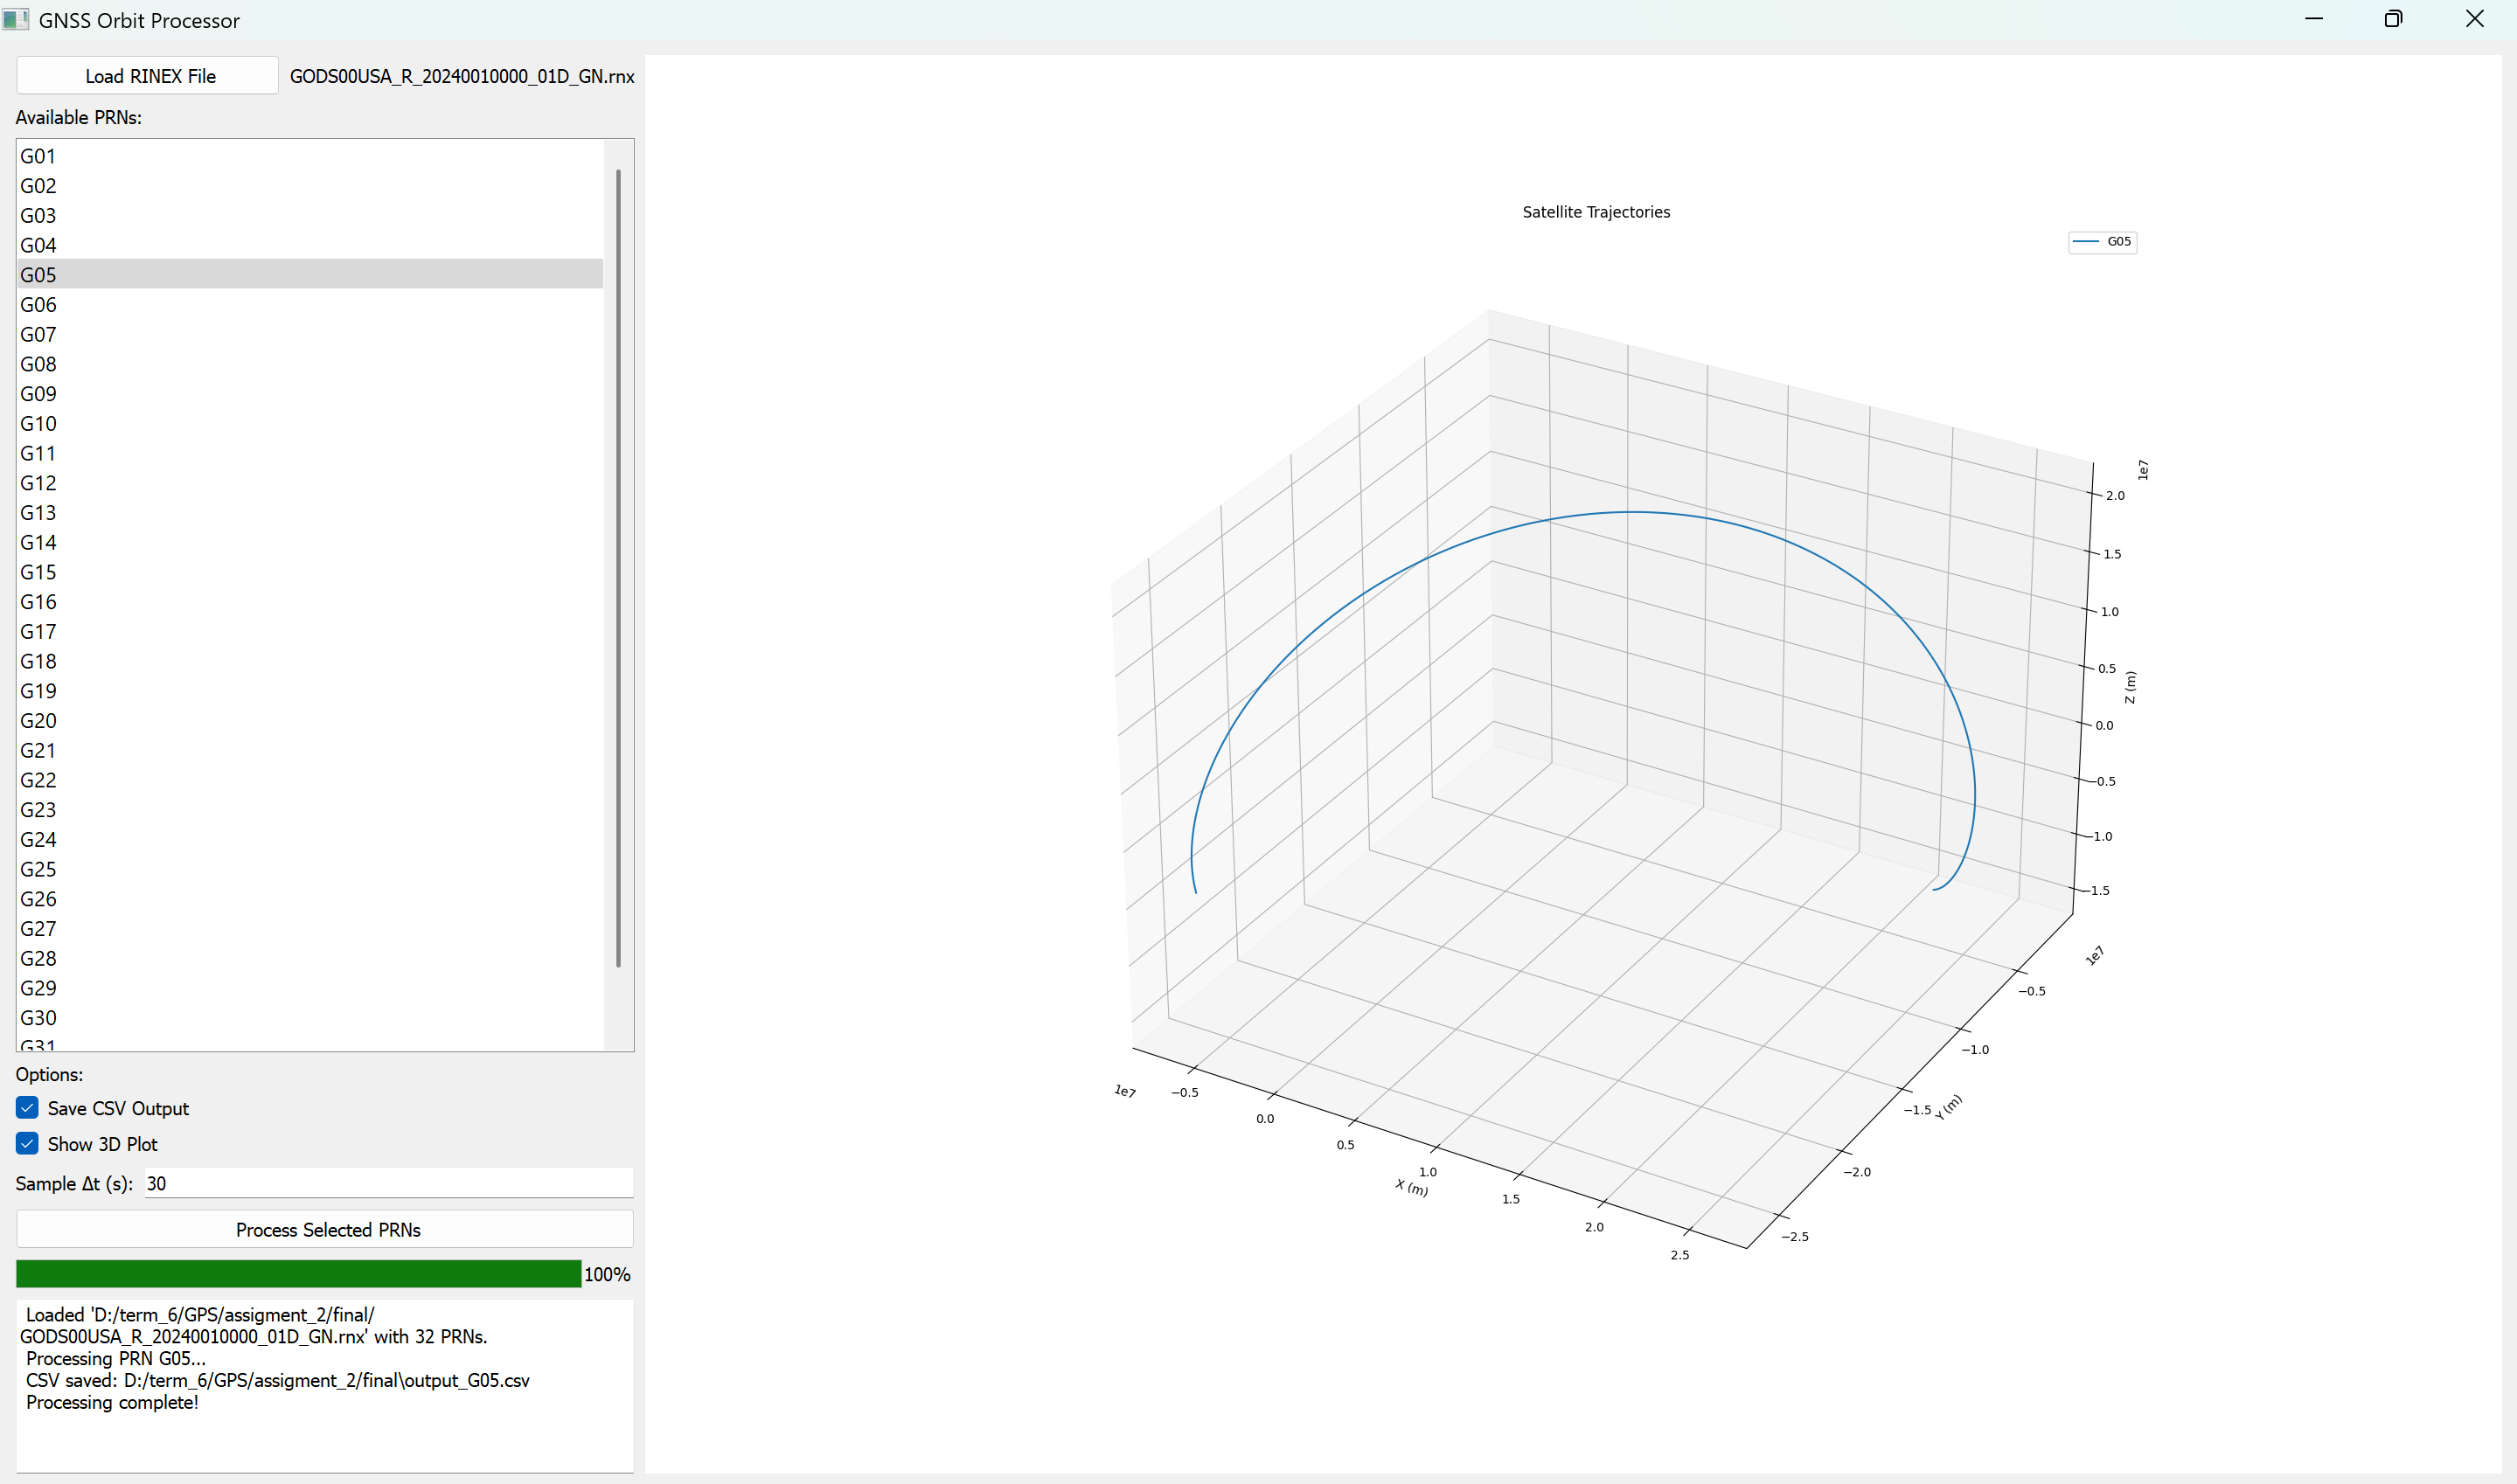 GNSS Orbit Processor
Load RINEX File
GODS00USA_R_20240010000_01D_GN.rnx
Available PRNs:
G01
G02
G03
G04
G05
G06
G07
G08
G09
G10
G11
G12
G13
G14
G15
G16
G17
G18
G19
G20
G21
G22
G23
G24
G25
G26
G27
G28
G29
G30
G31
Options:
Save CSV Output
Show 3D Plot
Sample Δt (s): 30
Process Selected PRNs
100%
Loaded 'D:/term_6/GPS/assigment_2/final/
GODS00USA_R_20240010000_01D_GN.rnx' with 32 PRNs.
Processing PRN G05...
CSV saved: D:/term_6/GPS/assigment_2/final\output_G05.csv
Processing complete!
Satellite Trajectories
G05
1e7
2.0
1.5
1.0
0.5
Z (m)
0.0
−0.5
−1.0
−1.5
1e7
−0.5
−1.0
−1.5
Y (m)
−2.0
−2.5
1e7
−0.5
0.0
0.5
1.0
X (m)
1.5
2.0
2.5